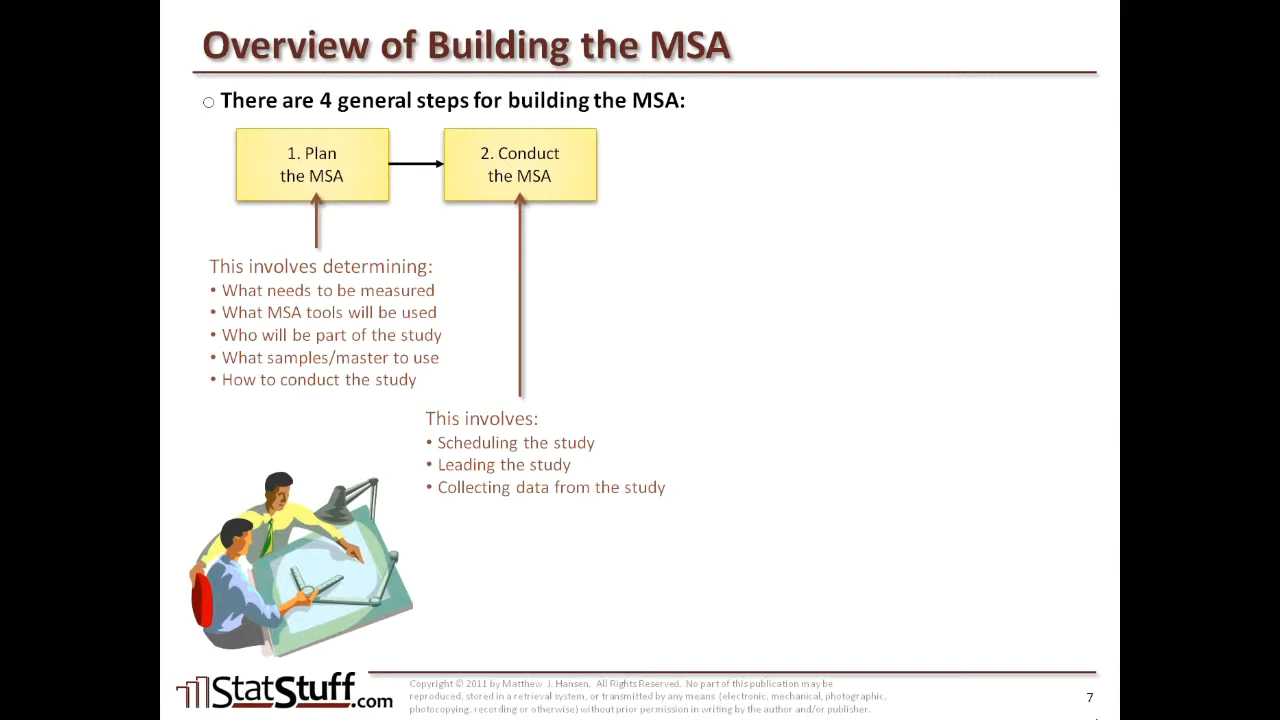 Overview of Building the MSA
There are 4 general steps for building the MSA:
1. Plan
the MSA
2. Conduct
the MSA
This involves determining:
• What needs to be measured
• What MSA tools will be used
• Who will be part of the study
• What samples/master to use
• How to conduct the study
This involves:
• Scheduling the study
• Leading the study
• Collecting data from the study
StatStuff.com
Copyright © 2011 by Matthew. J. Hansen. All Rights Reserved. No part of this publication may be
reproduced, stored in a retrieval system, or transmitted by any means (electronic, mechanical, photographic,
photocopying, recording or otherwise) without prior permission in writing by the author and/or publisher.
7